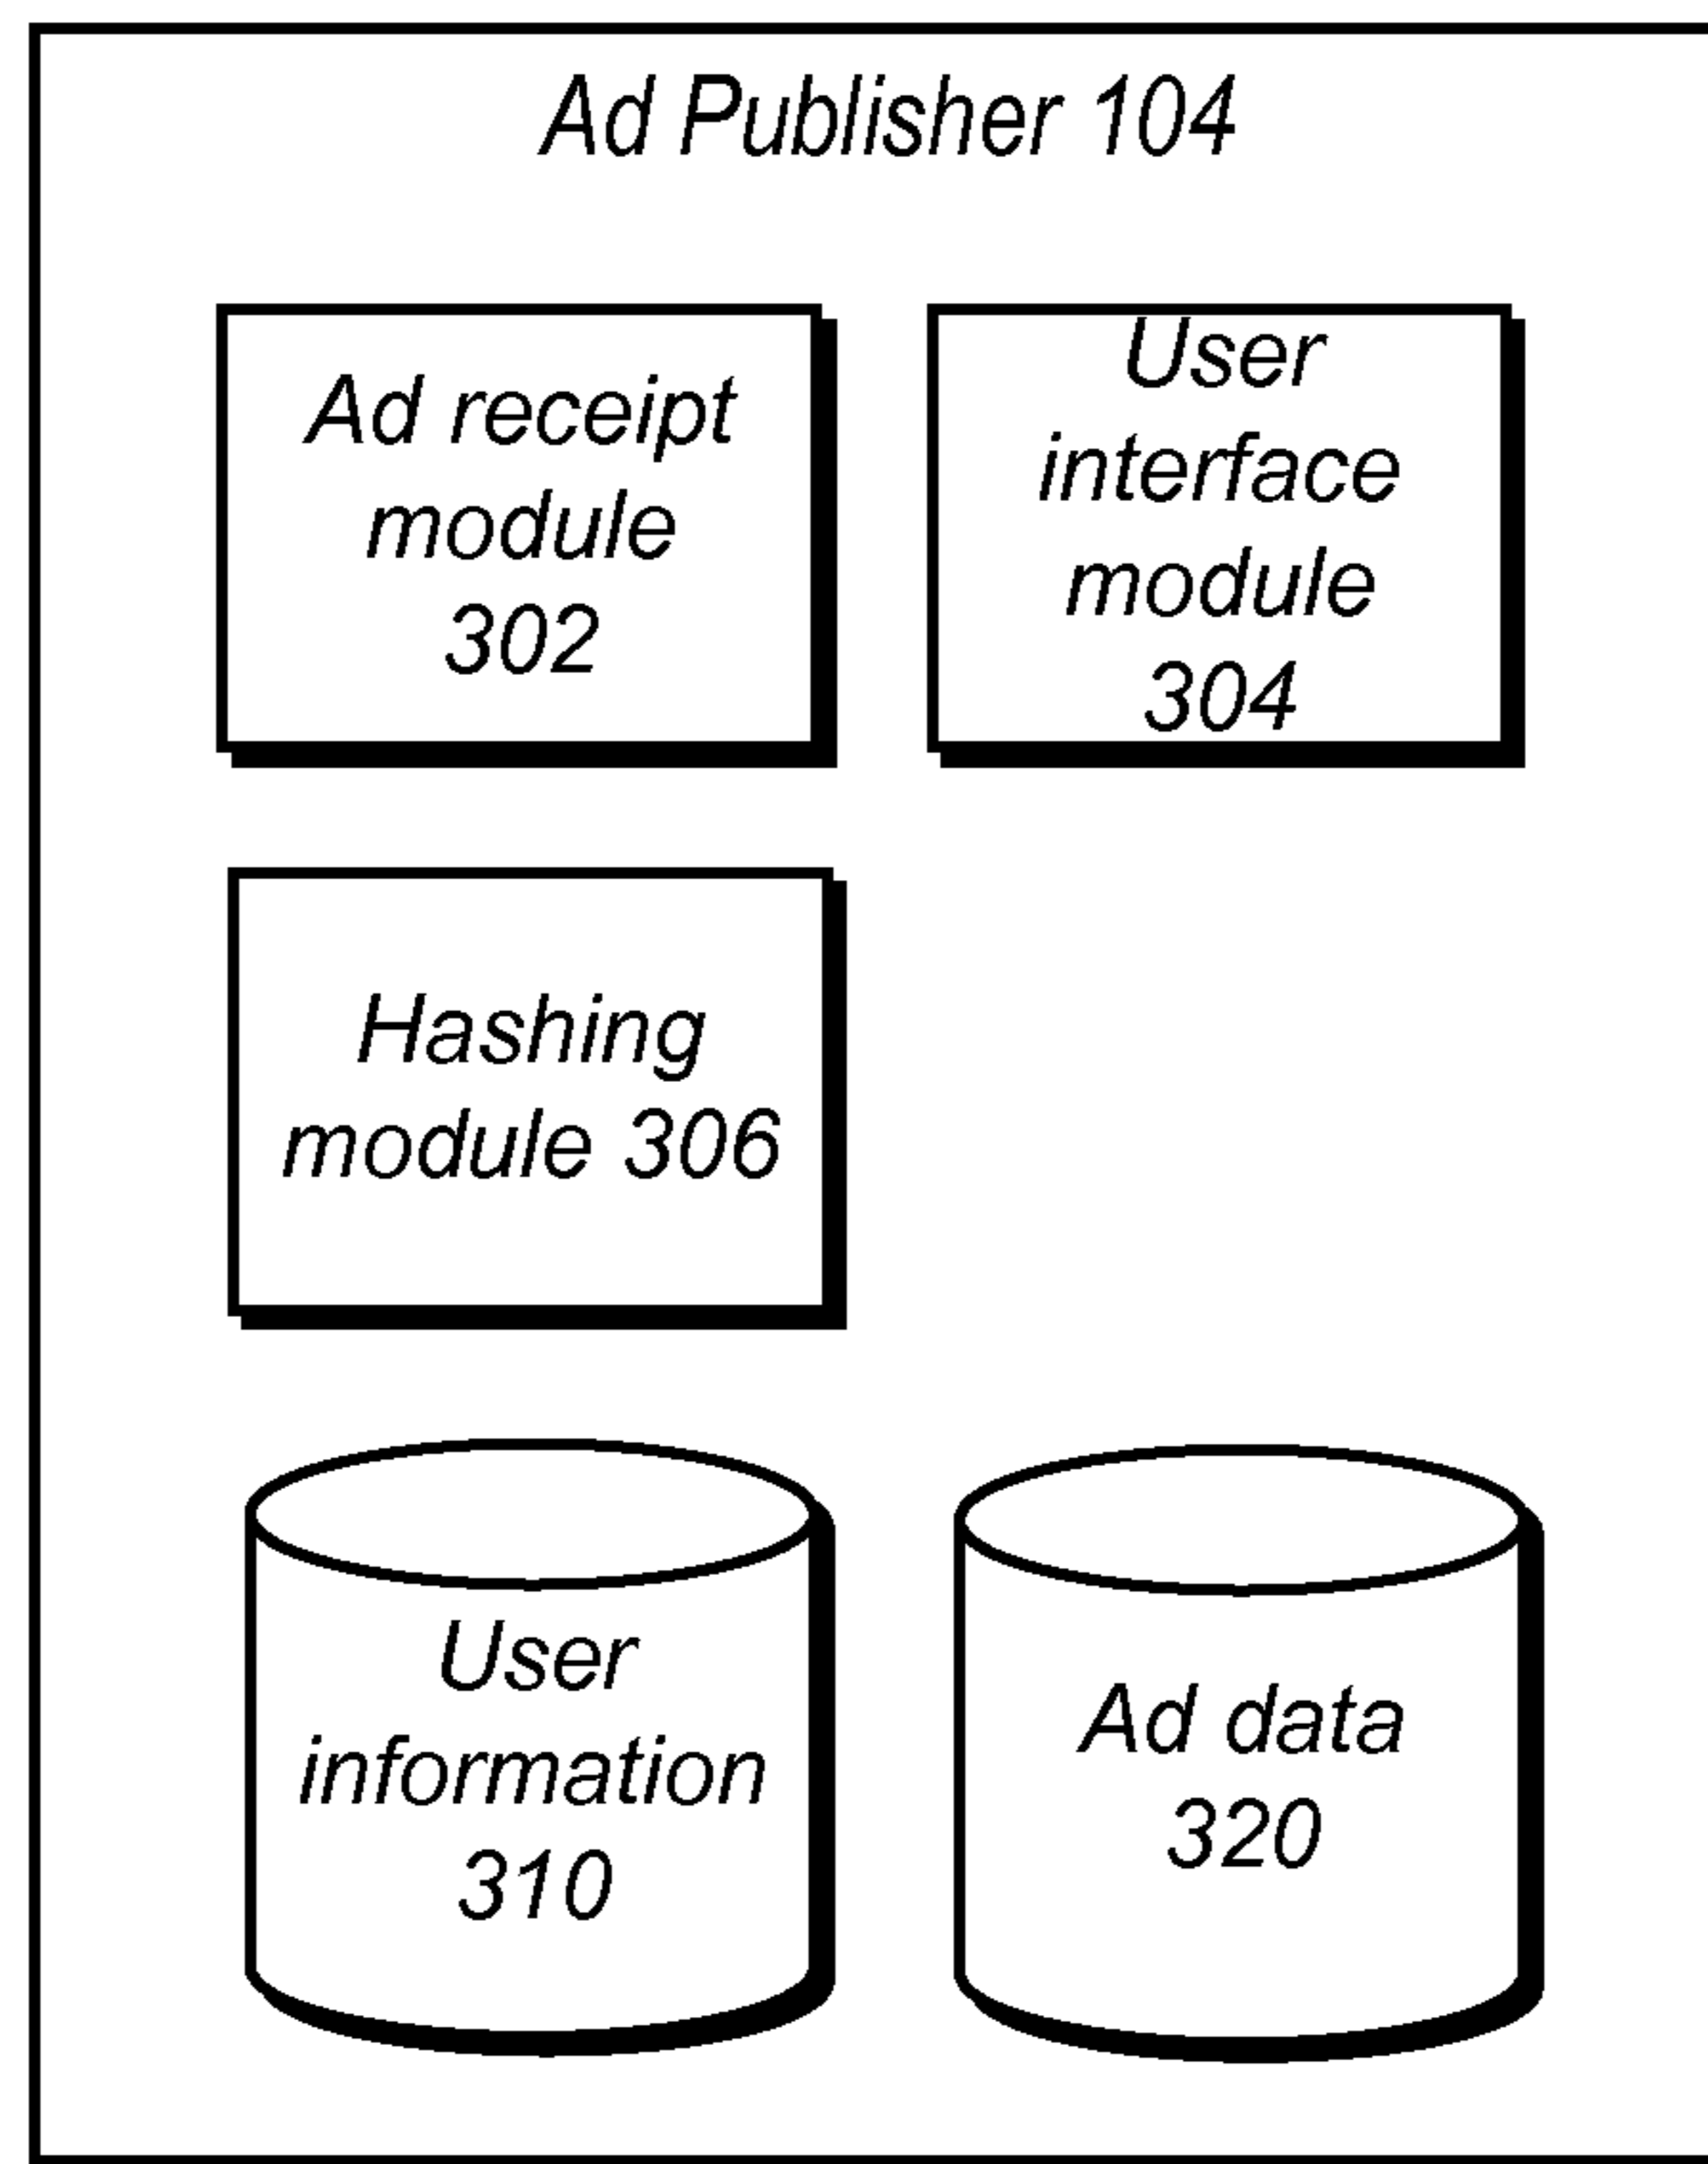 Ad Publisher 104
Ad receipt
module
302
User
interface
module
304
Hashing
module 306
User
information
310
Ad data
320